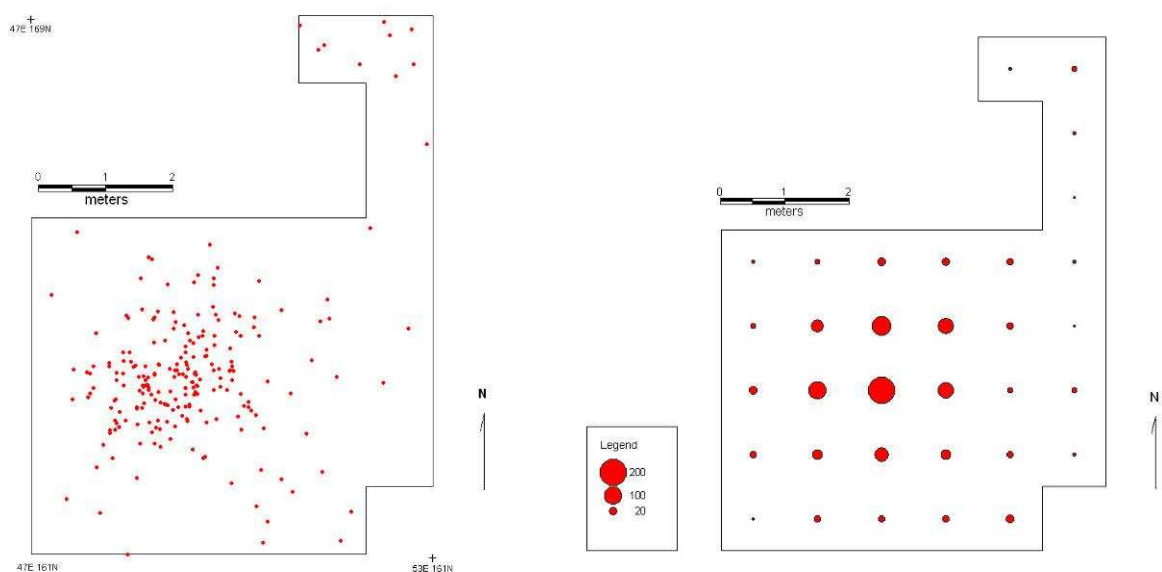 47E 169N
0 1 2
meters
N
47E 161N
53E 161N
0 1 2
meters
N
Legend
200
100
20